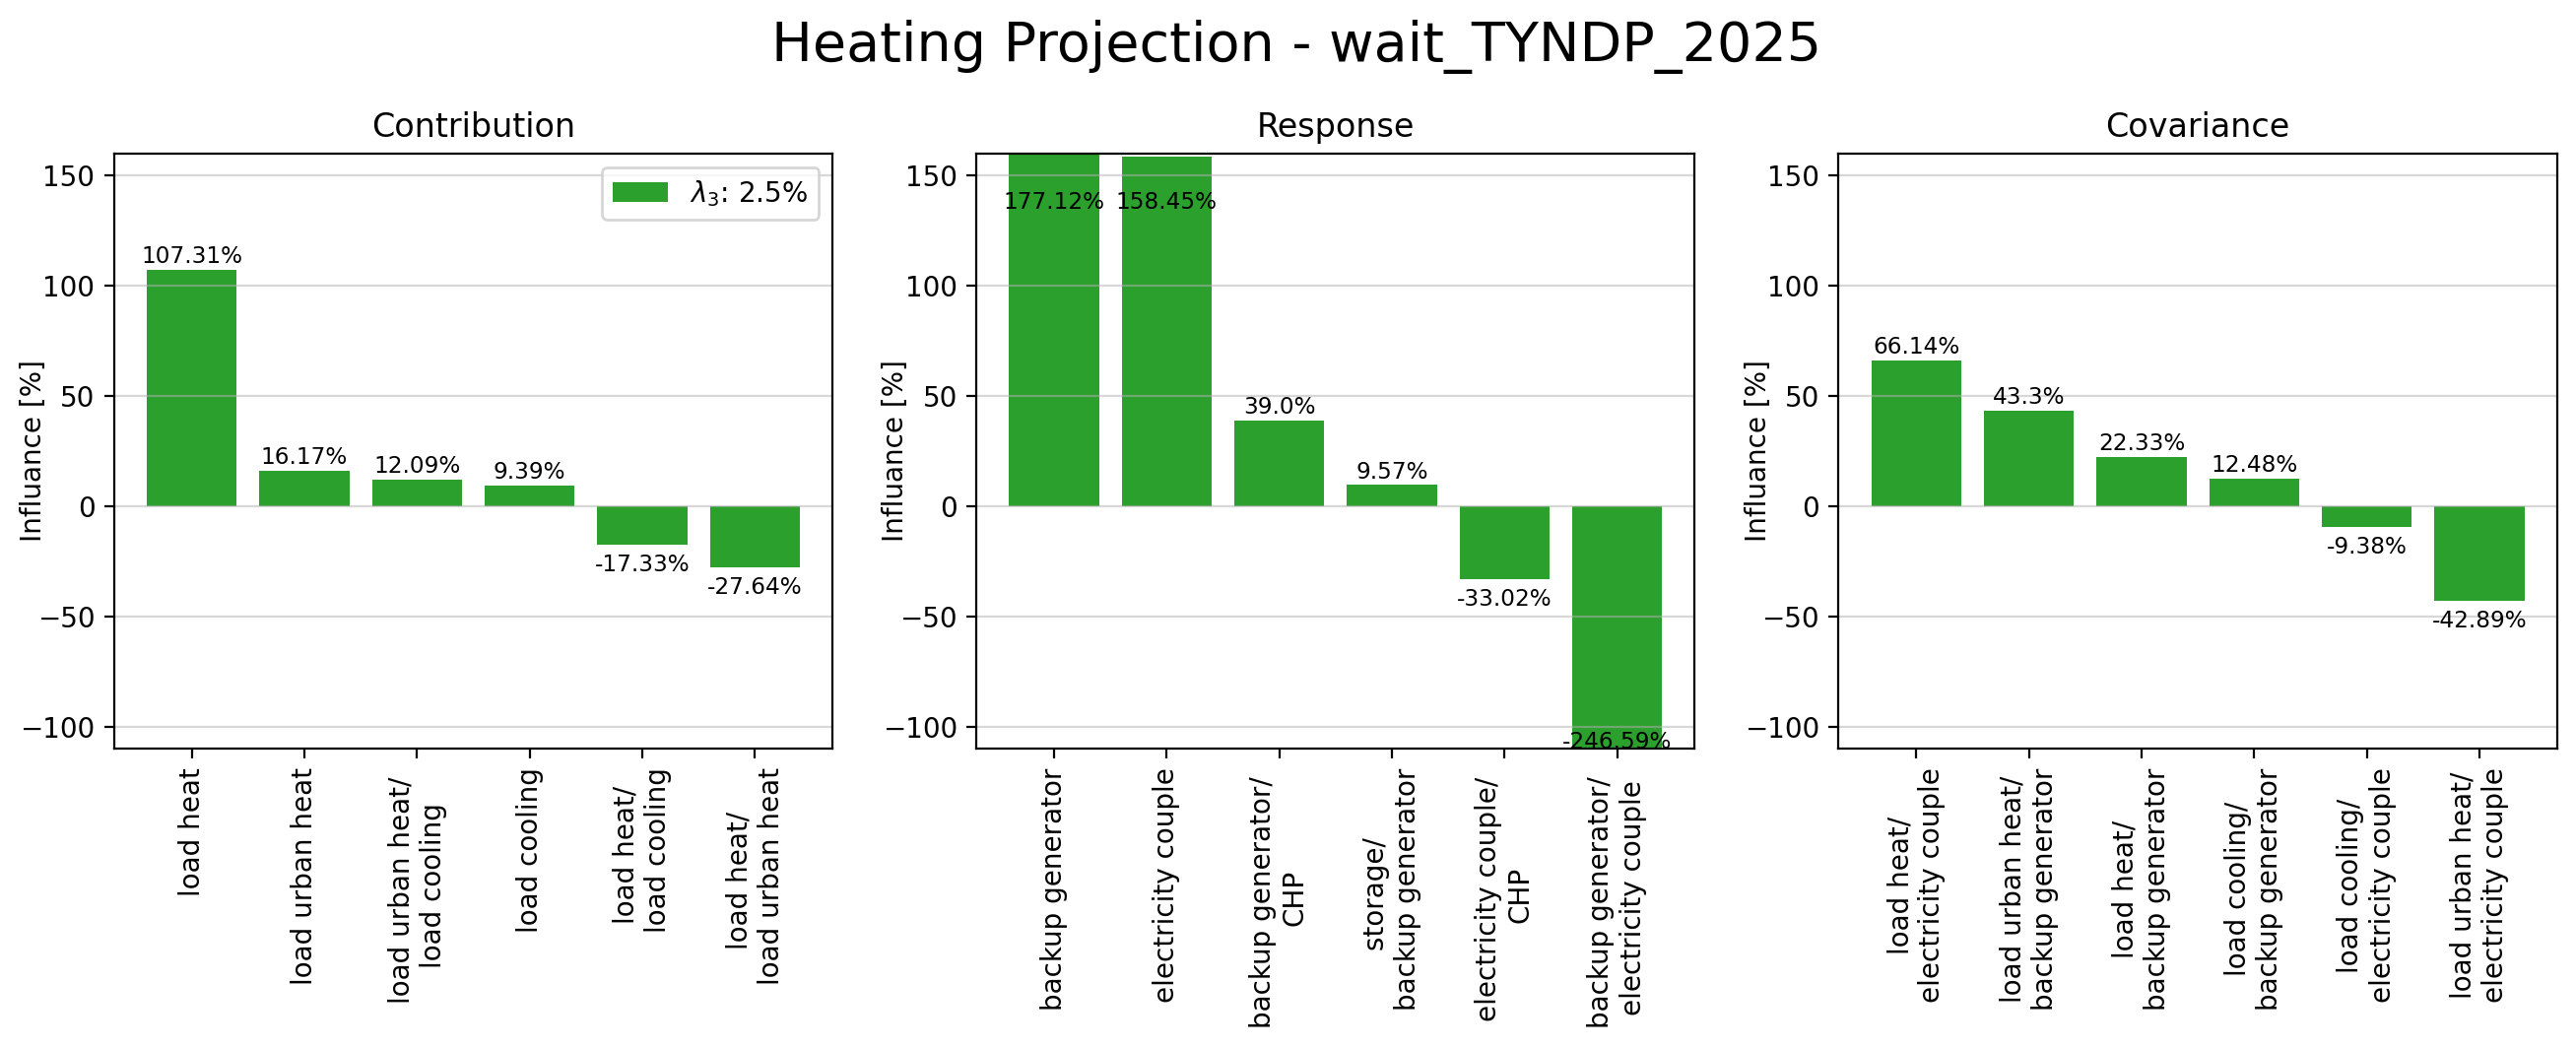 Heating Projection - wait_TYNDP_2025
Contribution
Influance [%]
150
100
50
0
−50
−100
λ3: 2.5%
107.31%
16.17%
12.09%
9.39%
-17.33%
-27.64%
load heat
load urban heat
load urban heat/
load cooling
load cooling
load heat/
load cooling
load heat/
load urban heat
Response
Influance [%]
150
100
50
0
−50
−100
177.12%
158.45%
39.0%
9.57%
-33.02%
-246.59%
backup generator
electricity couple
backup generator/
CHP
storage/
backup generator
electricity couple/
CHP
backup generator/
electricity couple
Covariance
Influance [%]
150
100
50
0
−50
−100
66.14%
43.3%
22.33%
12.48%
-9.38%
-42.89%
load heat/
electricity couple
load urban heat/
backup generator
load heat/
backup generator
load cooling/
backup generator
load cooling/
electricity couple
load urban heat/
electricity couple